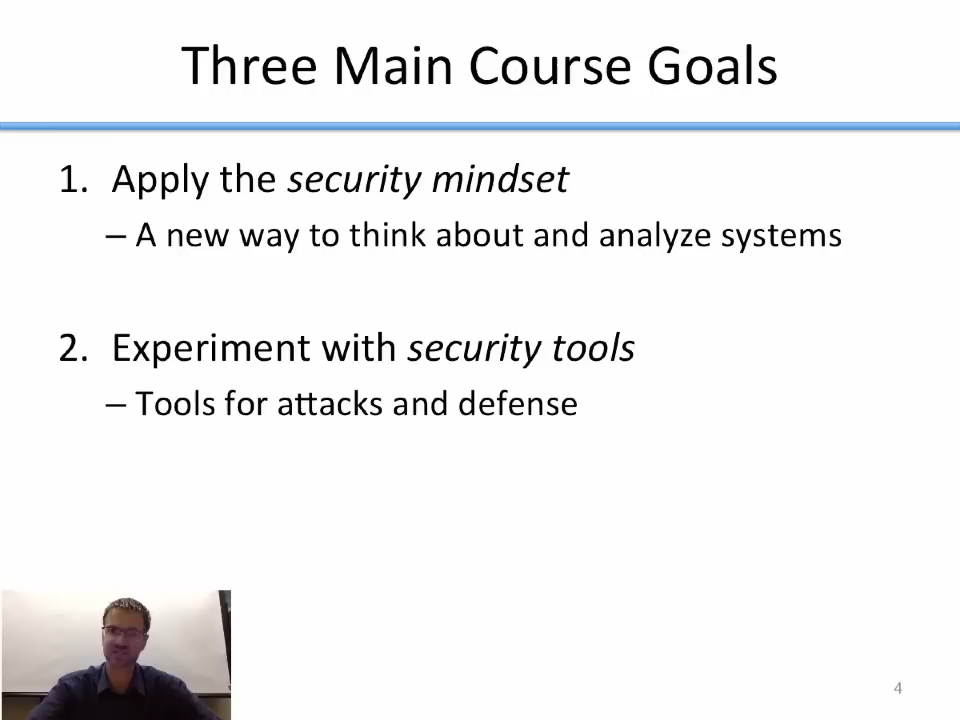 Three Main Course Goals
1. Apply the security mindset
– A new way to think about and analyze systems
2. Experiment with security tools
– Tools for attacks and defense
4